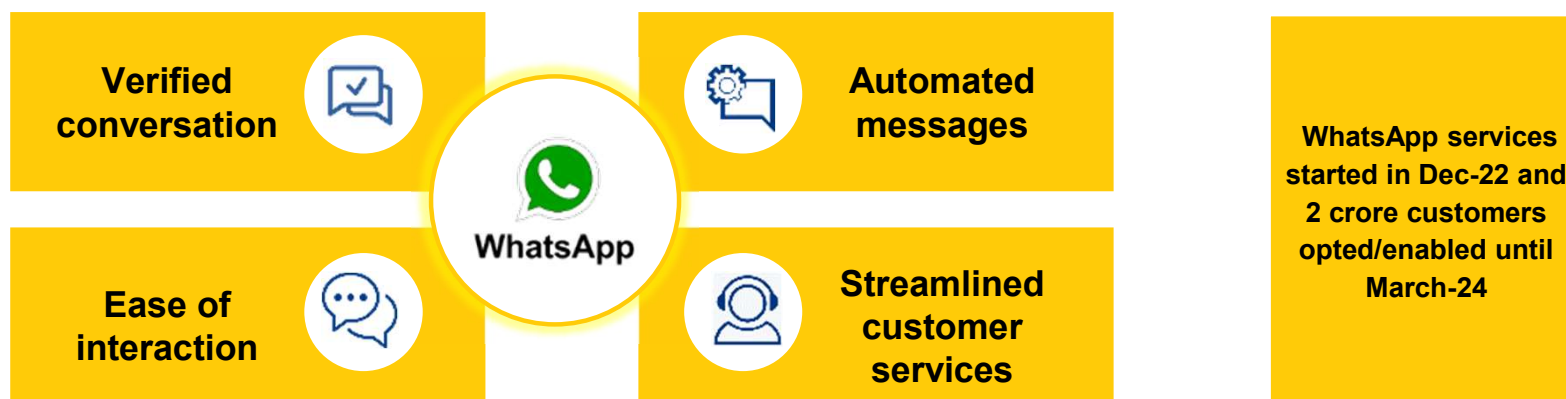 Verified
conversation
Automated
messages
WhatsApp
Ease of
interaction
Streamlined
customer
services
WhatsApp services
started in Dec-22 and
2 crore customers
opted/enabled until
March-24